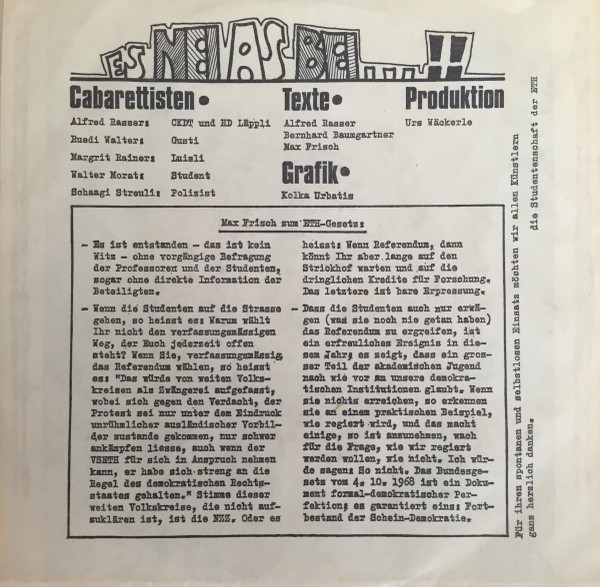 ES NEI AS BEI...!!
Cabarettisten•
Alfred Rasser: CKDT und HD Läppli
Ruedi Walter: Gusti
Margrit Rainer: Luisli
Walter Morat: Student
Schaagi Streuli: Polizist
Texte•
Alfred Rasser
Bernhard Baumgartner
Max Frisch
Grafik•
Kolka Urbatis
Produktion
Urs Wäckerle
Max Frisch zum ETH-Gesetz:
- Es ist entstanden - das ist kein
Witz - ohne vorgängige Befragung
der Professoren und der Studenten,
sogar ohne direkte Information der
Beteiligten.
- Wenn die Studenten auf die Strasse
gehen, so heisst es: Warum wählt
Ihr nicht den verfassungsmässigen
Weg, der Euch jederzeit offen
steht? Wenn Sie, verfassungsmässig,
das Referendum wählen, so heisst
es: "Das würde von weiten Volks-
kreisen als Zwängerei aufgefasst,
wobei sich gegen den Verdacht, der
Protest sei nur unter dem Eindruck
unrühmlicher ausländischer Vorbil-
der zustande gekommen, nur schwer
ankämpfen liesse, auch wenn der
VSETH für sich in Anspruch nehmen
kann, er habe sich streng an die
Regel des demokratischen Rechts-
staates gehalten." Stimme dieser
weiten Volkskreise, die nicht auf-
zuklären ist, ist die NZZ. Oder es
heisst: Wenn Referendum, dann
könnt Ihr aber lange auf den
Strickhof warten und auf die
dringlichen Kredite für Forschung.
Das letztere ist bare Erpressung.
- Dass die Studenten auch nur erwä-
gen (was sie noch nie getan haben)
das Referendum zu ergreifen, ist
ein erfreuliches Ereignis in die-
sem Jahr; es zeigt, dass ein gros-
ser Teil der akademischen Jugend
nach wie vor an unsere demokra-
tischen Institutionen glaubt. Wenn
sie nichts erreichen, so erkennen
sie an einem praktischen Beispiel,
wie regiert wird, und das macht
einige, so ist anzunehmen, wach
für die Frage, wie wir regiert
werden wollen, wie nicht. Ich wür-
de sagen: So nicht. Das Bundesge-
setz vom 4. 10. 1968 ist ein Doku-
ment formal-demokratischer Per-
fektion; es garantiert eins: Fort-
bestand der Schein-Demokratie.
Für ihren spontanen und selbstlosen Einsatz möchten wir allen Künstlern
ganz herzlich danken.
die Studentenschaft der ETH